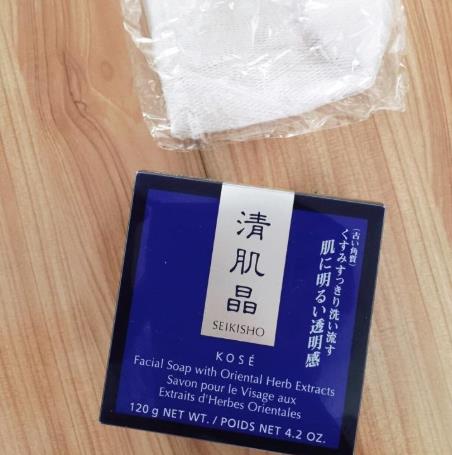 清肌晶
SEIKISHO
(古い角質)
くすみすっきり洗い流す
肌に明るい透明感
KOSÉ
Facial Soap with Oriental Herb Extracts
Savon pour le Visage aux
Extraits d'Herbes Orientales
120 g NET WT. / POIDS NET 4.2 OZ.